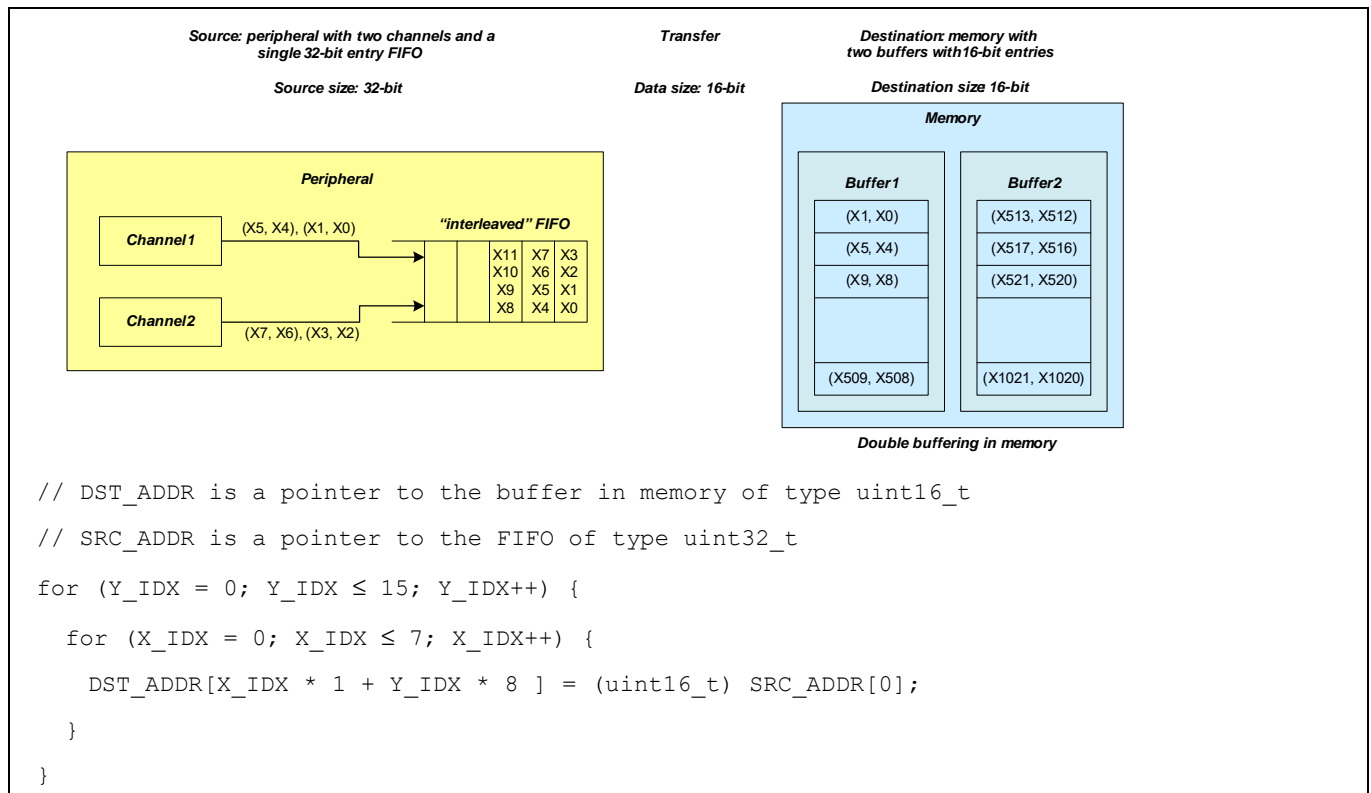 Source: peripheral with two channels and a
single 32-bit entry FIFO
Transfer
Destination: memory with
two buffers with16-bit entries
Source size: 32-bit
Data size: 16-bit
Destination size 16-bit
Memory
Peripheral
Channel1
(X5, X4), (X1, X0)
"interleaved" FIFO
X11 X7 X3
X10 X6 X2
X9 X5 X1
X8 X4 X0
Channel2
(X7, X6), (X3, X2)
Buffer1
(X1, X0)
(X5, X4)
(X9, X8)
(X509, X508)
Buffer2
(X513, X512)
(X517, X516)
(X521, X520)
(X1021, X1020)
Double buffering in memory
// DST_ADDR is a pointer to the buffer in memory of type uint16_t
// SRC_ADDR is a pointer to the FIFO of type uint32_t
for (Y_IDX = 0; Y_IDX ≤ 15; Y_IDX++) {
for (X_IDX = 0; X_IDX ≤ 7; X_IDX++) {
DST_ADDR[X_IDX * 1 + Y_IDX * 8 ] = (uint16_t) SRC_ADDR[0];
}
}